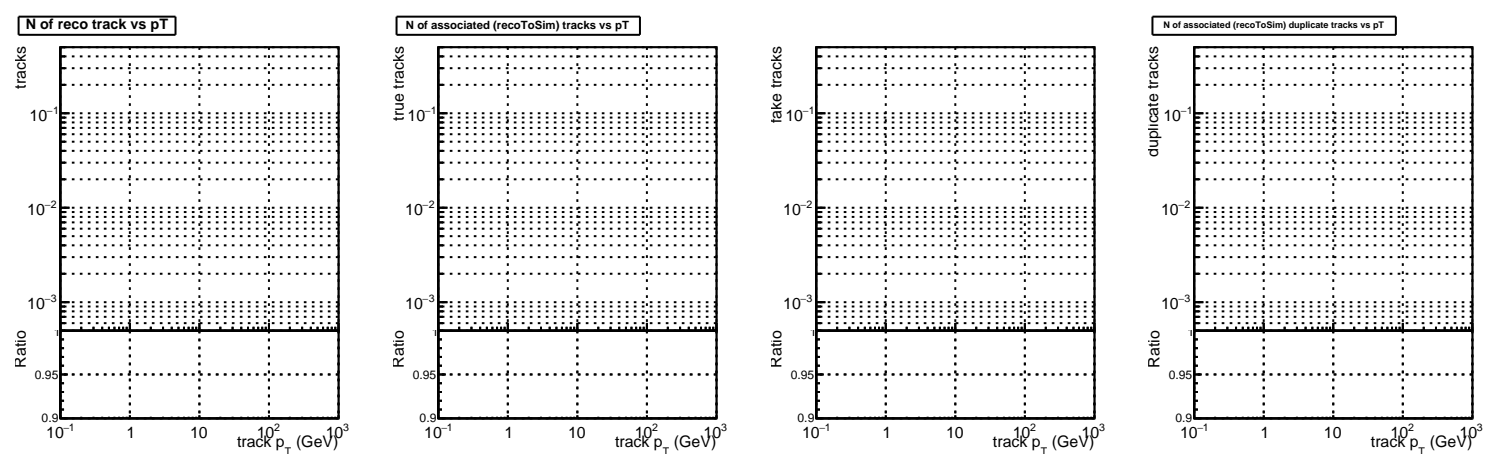 N of reco track vs pT
tracks
10⁻¹
10⁻²
10⁻³
1
Ratio
0.95
0.9
10⁻¹ 1 10 10² 10³
track p_T (GeV)
N of associated (recoToSim) tracks vs pT
true tracks
10⁻¹
10⁻²
10⁻³
1
Ratio
0.95
0.9
10⁻¹ 1 10 10² 10³
track p_T (GeV)
fake tracks
10⁻¹
10⁻²
10⁻³
1
Ratio
0.95
0.9
10⁻¹ 1 10 10² 10³
track p_T (GeV)
N of associated (recoToSim) duplicate tracks vs pT
duplicate tracks
10⁻¹
10⁻²
10⁻³
1
Ratio
0.95
0.9
10⁻¹ 1 10 10² 10³
track p_T (GeV)